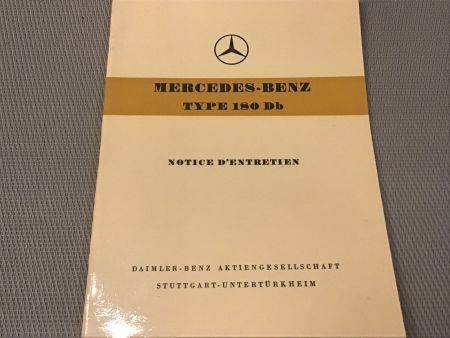 MERCEDES-BENZ
TYPE 180 Db
NOTICE D'ENTRETIEN
DAIMLER-BENZ AKTIENGESELLSCHAFT
STUTTGART-UNTERTÜRKHEIM